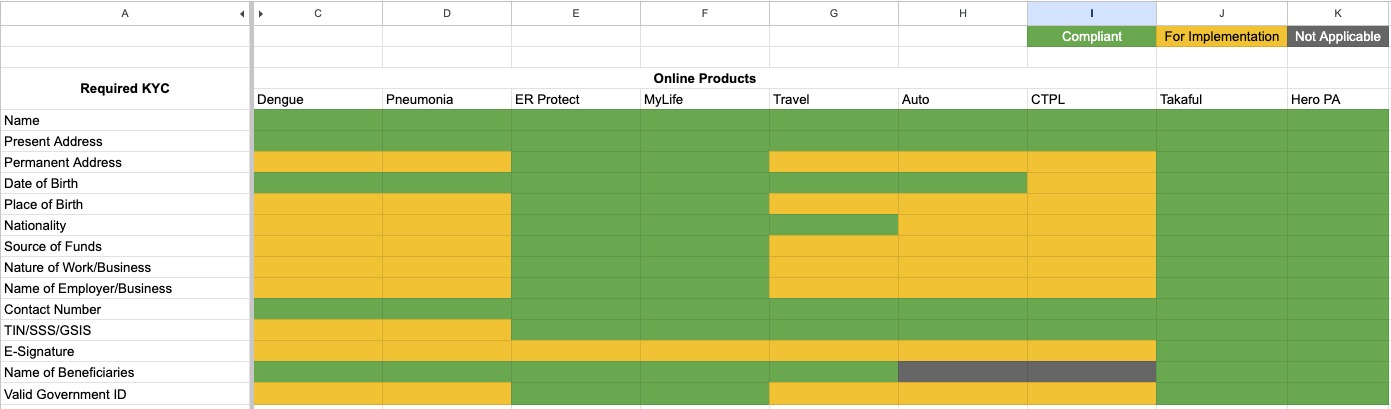 A C D E F G H I J K
Compliant For Implementation Not Applicable
Required KYC
Online Products
Dengue Pneumonia ER Protect MyLife Travel Auto CTPL Takaful Hero PA
Name
Present Address
Permanent Address
Date of Birth
Place of Birth
Nationality
Source of Funds
Nature of Work/Business
Name of Employer/Business
Contact Number
TIN/SSS/GSIS
E-Signature
Name of Beneficiaries
Valid Government ID